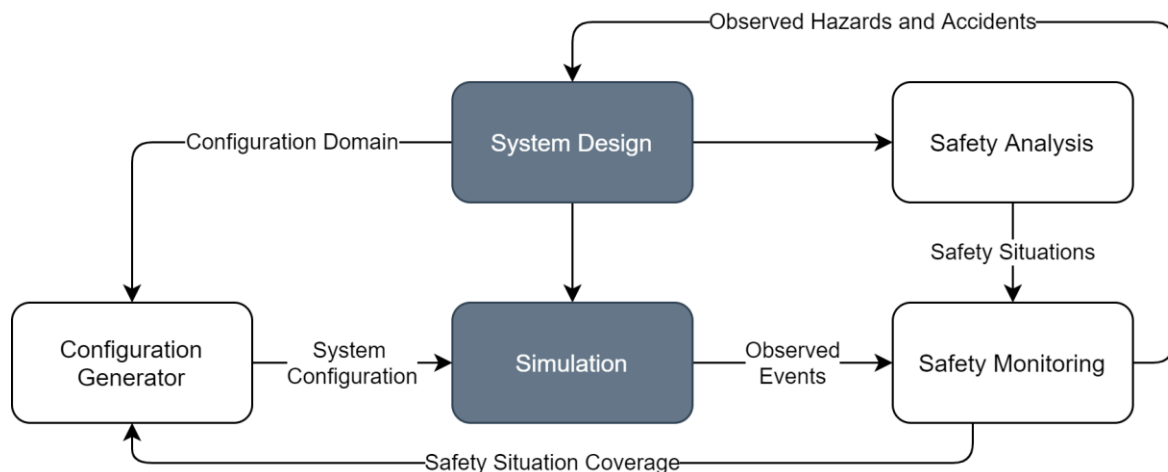 Observed Hazards and Accidents
Configuration Domain
System Design
Safety Analysis
Safety Situations
Configuration
Generator
System
Configuration
Simulation
Observed
Events
Safety Monitoring
Safety Situation Coverage